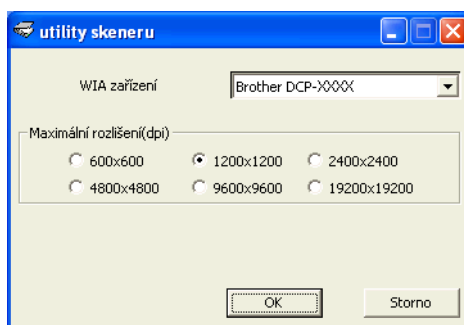 utility skeneru
WIA zařízení
Brother DCP-XXXX
Maximální rozlišení(dpi)
600x600 1200x1200 2400x2400
4800x4800 9600x9600 19200x19200
OK Storno